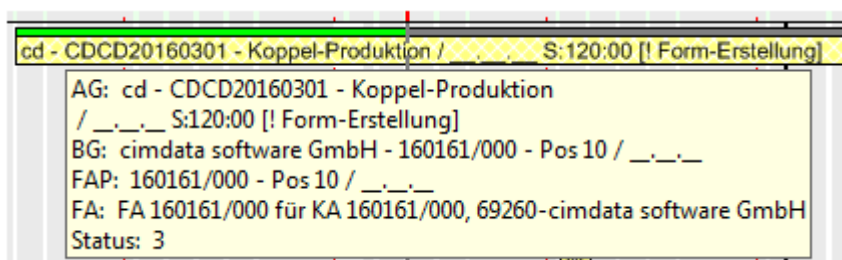 cd - CDCD20160301 - Koppel-Produktion / __.__.__ S:120:00 [! Form-Erstellung]
AG: cd - CDCD20160301 - Koppel-Produktion
/ __.__.__ S:120:00 [! Form-Erstellung]
BG: cimdata software GmbH - 160161/000 - Pos 10 / __.__.__
FAP: 160161/000 - Pos 10 / __.__.__
FA: FA 160161/000 für KA 160161/000, 69260-cimdata software GmbH
Status: 3